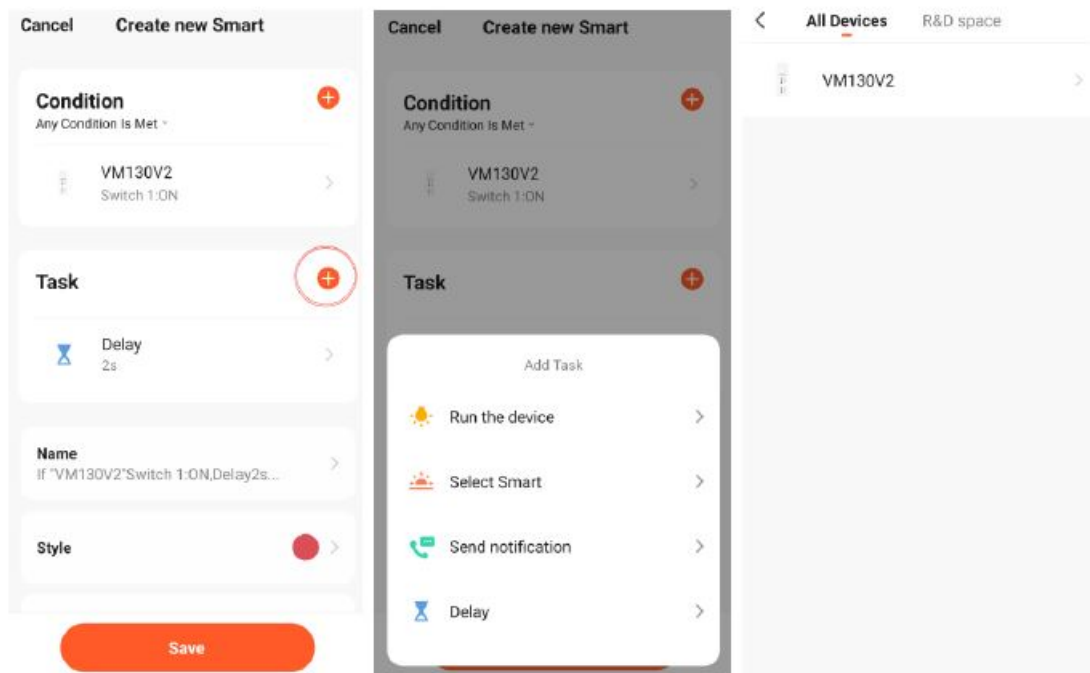 Cancel Create new Smart
Condition
Any Condition Is Met
VM130V2
Switch 1:ON
Task
Delay
2s
Name
If "VM130V2"Switch 1:ON,Delay2s...
Style
Save
Cancel Create new Smart
Condition
Any Condition Is Met
VM130V2
Switch 1:ON
Task
Add Task
Run the device
Select Smart
Send notification
Delay
All Devices R&D space
VM130V2